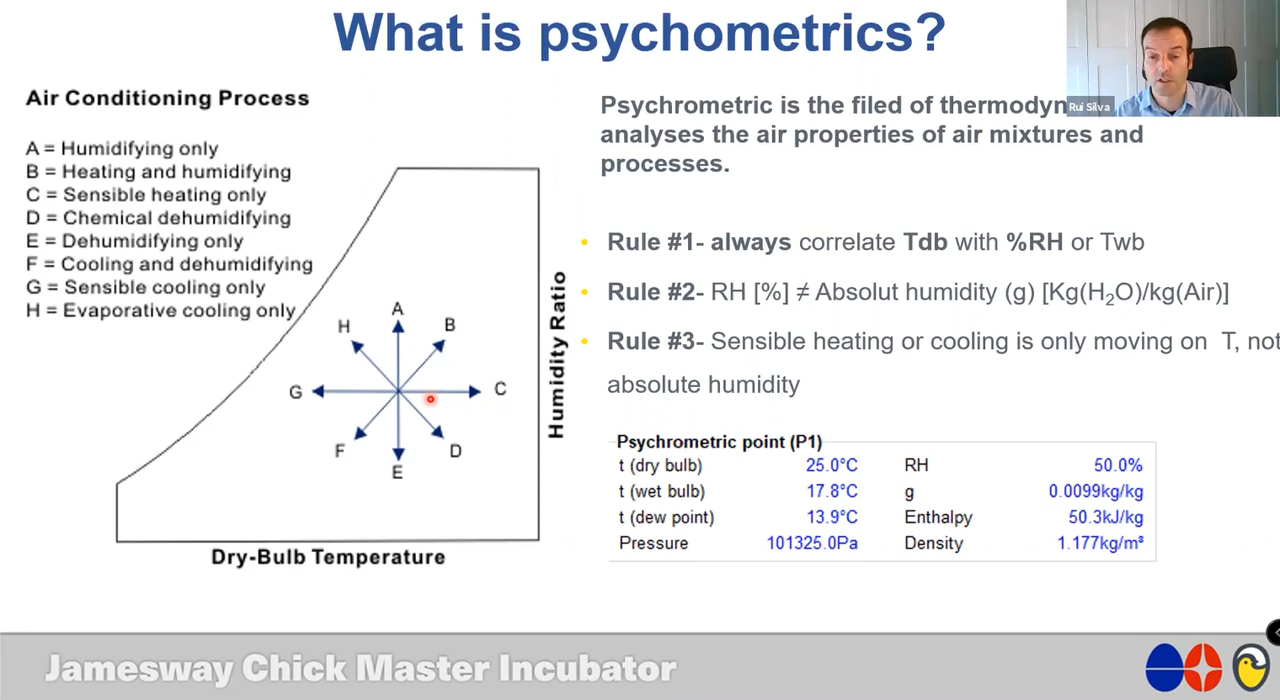 What is psychometrics?
Air Conditioning Process
A = Humidifying only
B = Heating and humidifying
C = Sensible heating only
D = Chemical dehumidifying
E = Dehumidifying only
F = Cooling and dehumidifying
G = Sensible cooling only
H = Evaporative cooling only
A
H
B
G
C
F
D
E
Humidity Ratio
Dry-Bulb Temperature
Rui Silva
Psychrometric is the filed of thermodyn
analyses the air properties of air mixtures and
processes.
• Rule #1- always correlate Tdb with %RH or Twb
• Rule #2- RH [%] ≠ Absolut humidity (g) [Kg(H₂O)/kg(Air)]
• Rule #3- Sensible heating or cooling is only moving on T, not
absolute humidity
Psychrometric point (P1)
t (dry bulb) 25.0°C RH 50.0%
t (wet bulb) 17.8°C g 0.0099kg/kg
t (dew point) 13.9°C Enthalpy 50.3kJ/kg
Pressure 101325.0Pa Density 1.177kg/m³
Jamesway Chick Master Incubator